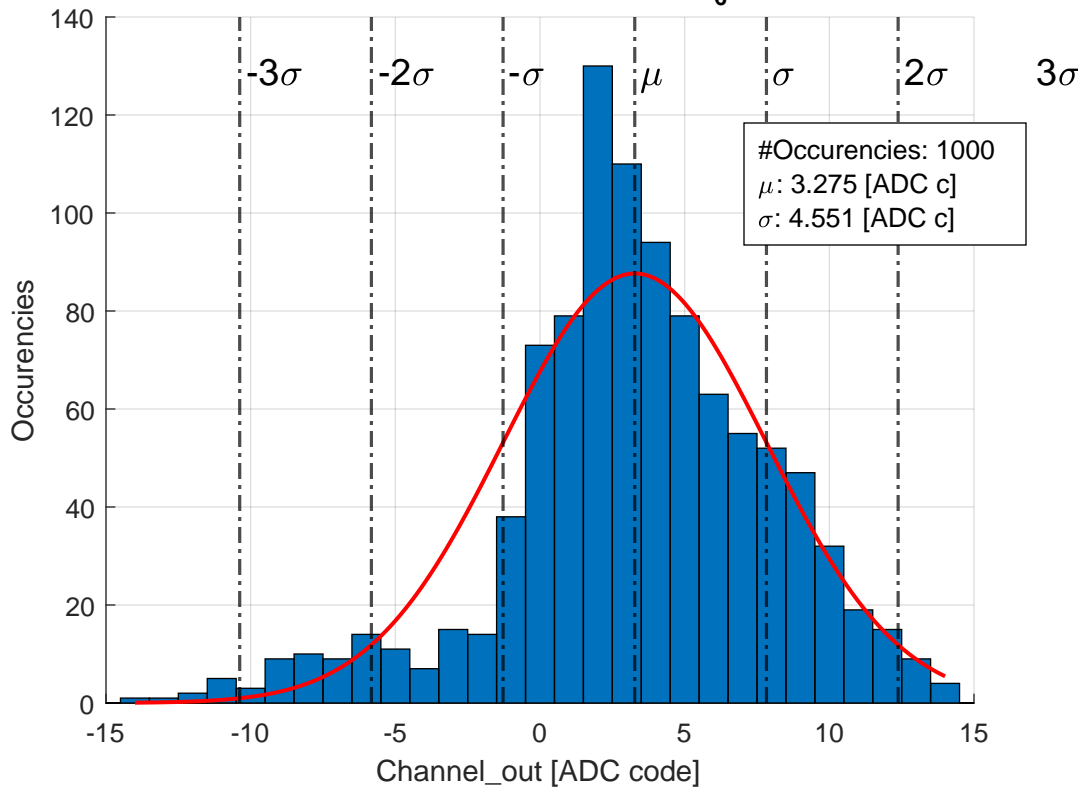 140
120
100
80
60
40
20
0
-15
-10
-5
0
5
10
15
Occurencies
Channel_out [ADC code]
-3σ
-2σ
-σ
μ
σ
2σ
3σ
#Occurencies: 1000
μ: 3.275 [ADC c]
σ: 4.551 [ADC c]